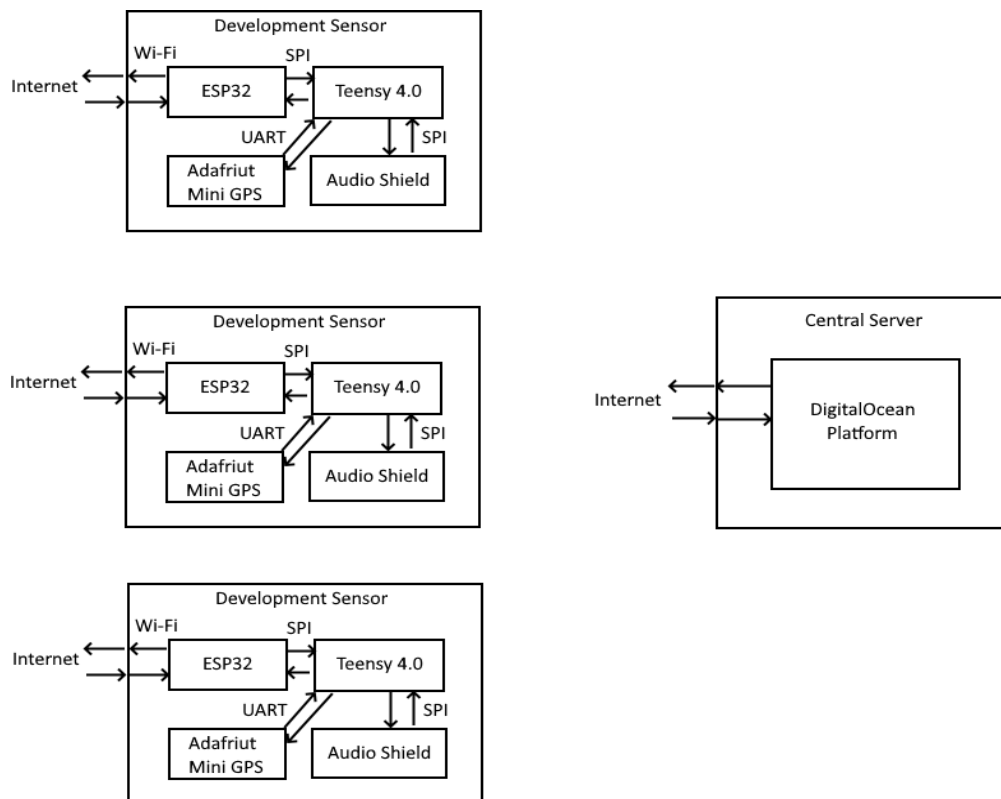 Development Sensor
Wi-Fi
SPI
Internet
ESP32
Teensy 4.0
UART
SPI
Adafriut
Mini GPS
Audio Shield
Development Sensor
Wi-Fi
SPI
Internet
ESP32
Teensy 4.0
UART
SPI
Adafriut
Mini GPS
Audio Shield
Central Server
Internet
DigitalOcean
Platform
Development Sensor
Wi-Fi
SPI
Internet
ESP32
Teensy 4.0
UART
SPI
Adafriut
Mini GPS
Audio Shield